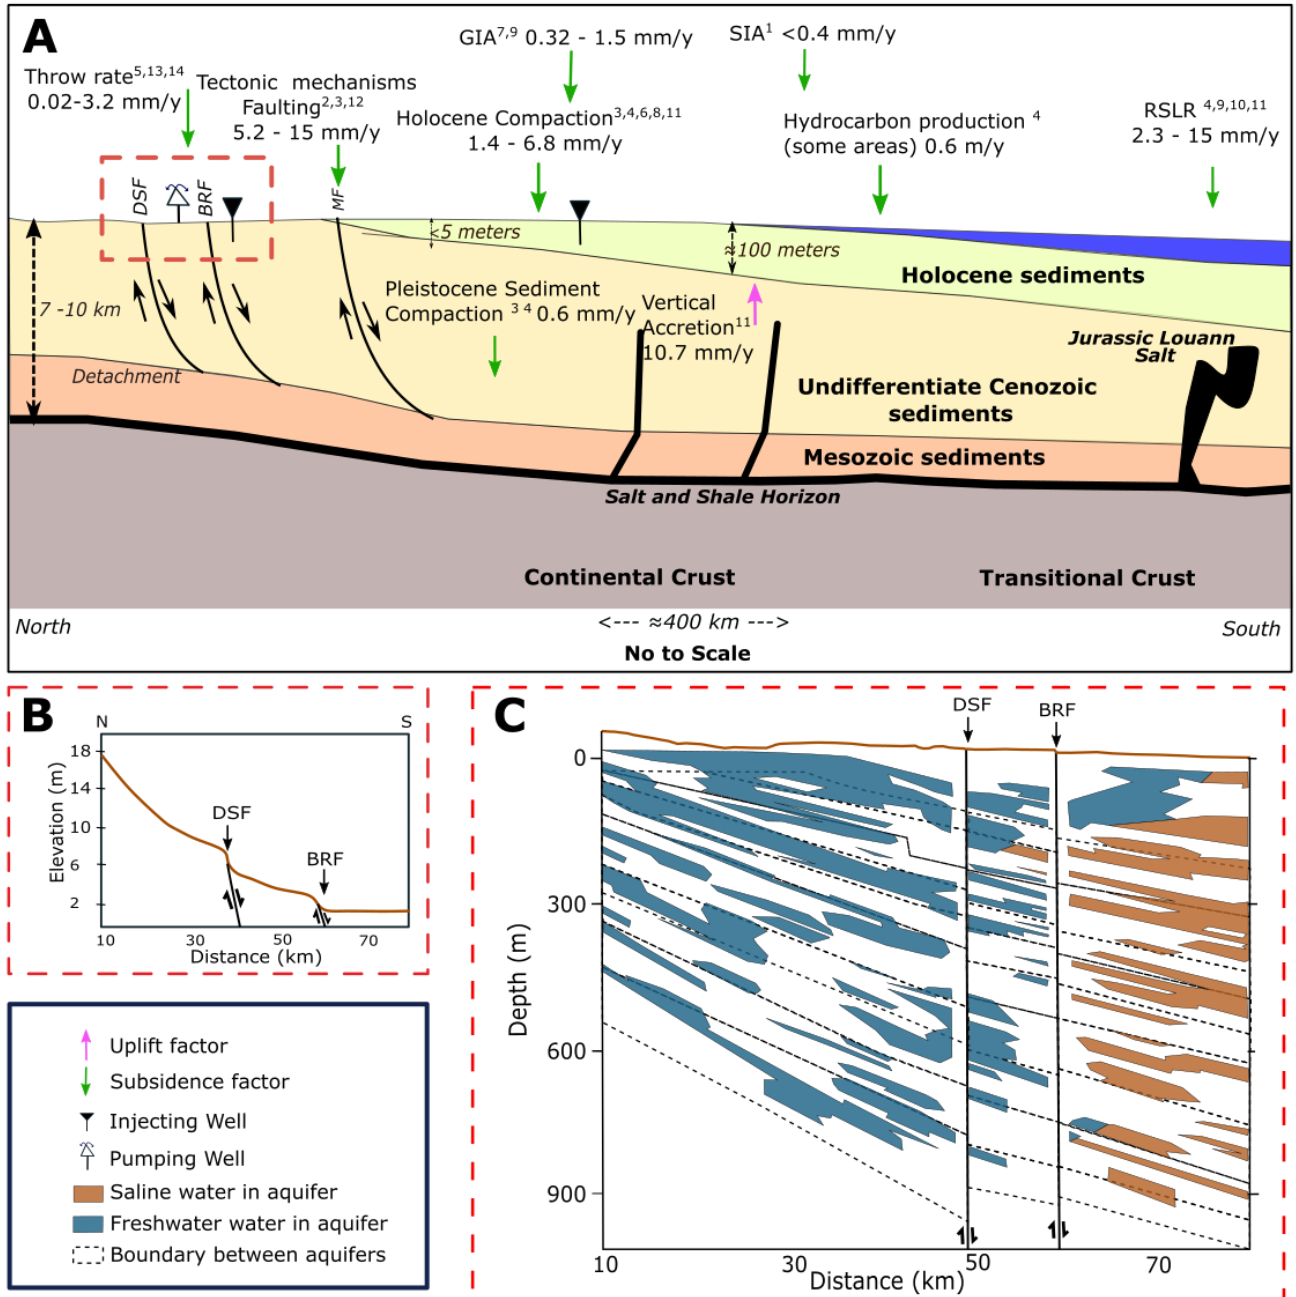 A
GIA7,9 0.32 - 1.5 mm/y
SIA1 <0.4 mm/y
Throw rate5,13,14
0.02-3.2 mm/y
Tectonic mechanisms
Faulting2,3,12
5.2 - 15 mm/y
Holocene Compaction3,4,6,8,11
1.4 - 6.8 mm/y
Hydrocarbon production 4
(some areas) 0.6 m/y
RSLR 4,9,10,11
2.3 - 15 mm/y
DSF
BRF
MF
<5 meters
≈100 meters
Holocene sediments
7 -10 km
Pleistocene Sediment
Compaction 3 4 0.6 mm/y
Vertical
Accretion11
10.7 mm/y
Jurassic Louann
Salt
Detachment
Undifferentiate Cenozoic
sediments
Mesozoic sediments
Salt and Shale Horizon
Continental Crust
Transitional Crust
North
<--- ≈400 km --->
South
No to Scale
B
N
S
18
14
10
6
2
Elevation (m)
DSF
BRF
10
30
50
70
Distance (km)
C
DSF
BRF
0
300
600
900
Depth (m)
10
30
50
70
Distance (km)
Uplift factor
Subsidence factor
Injecting Well
Pumping Well
Saline water in aquifer
Freshwater water in aquifer
Boundary between aquifers